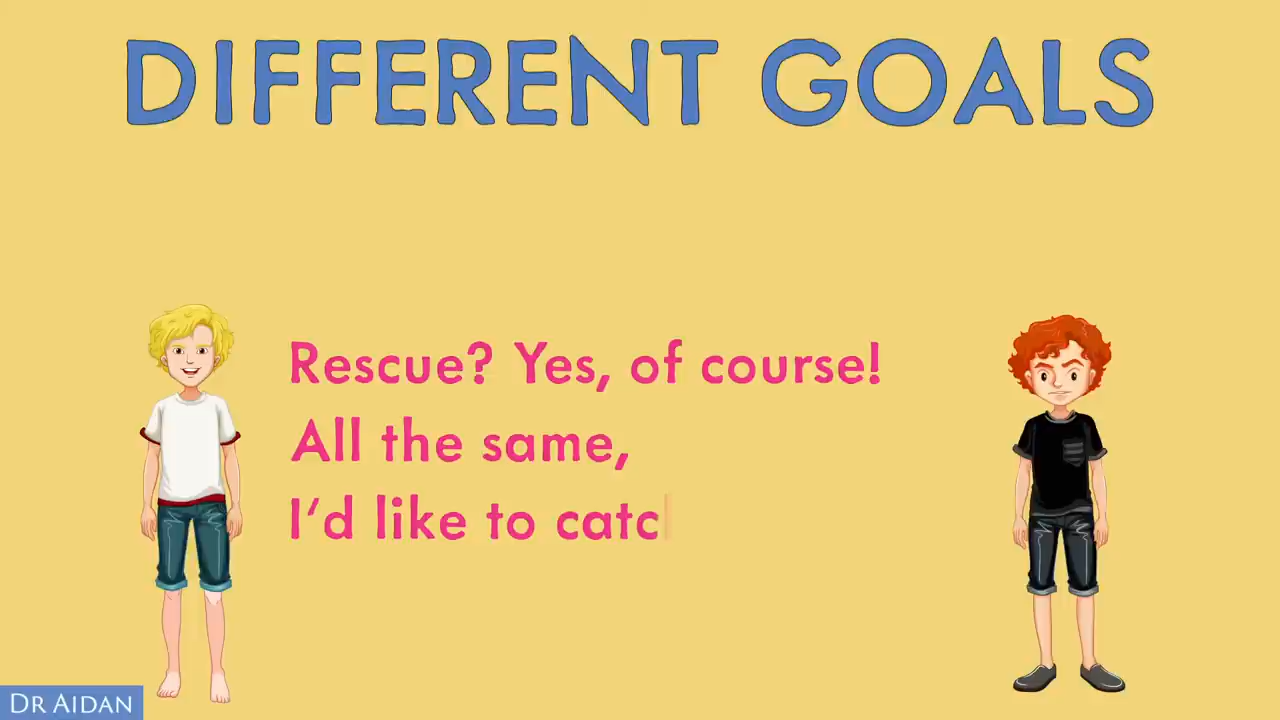 DIFFERENT GOALS
Rescue? Yes, of course!
All the same,
I’d like to catc
DR AIDAN